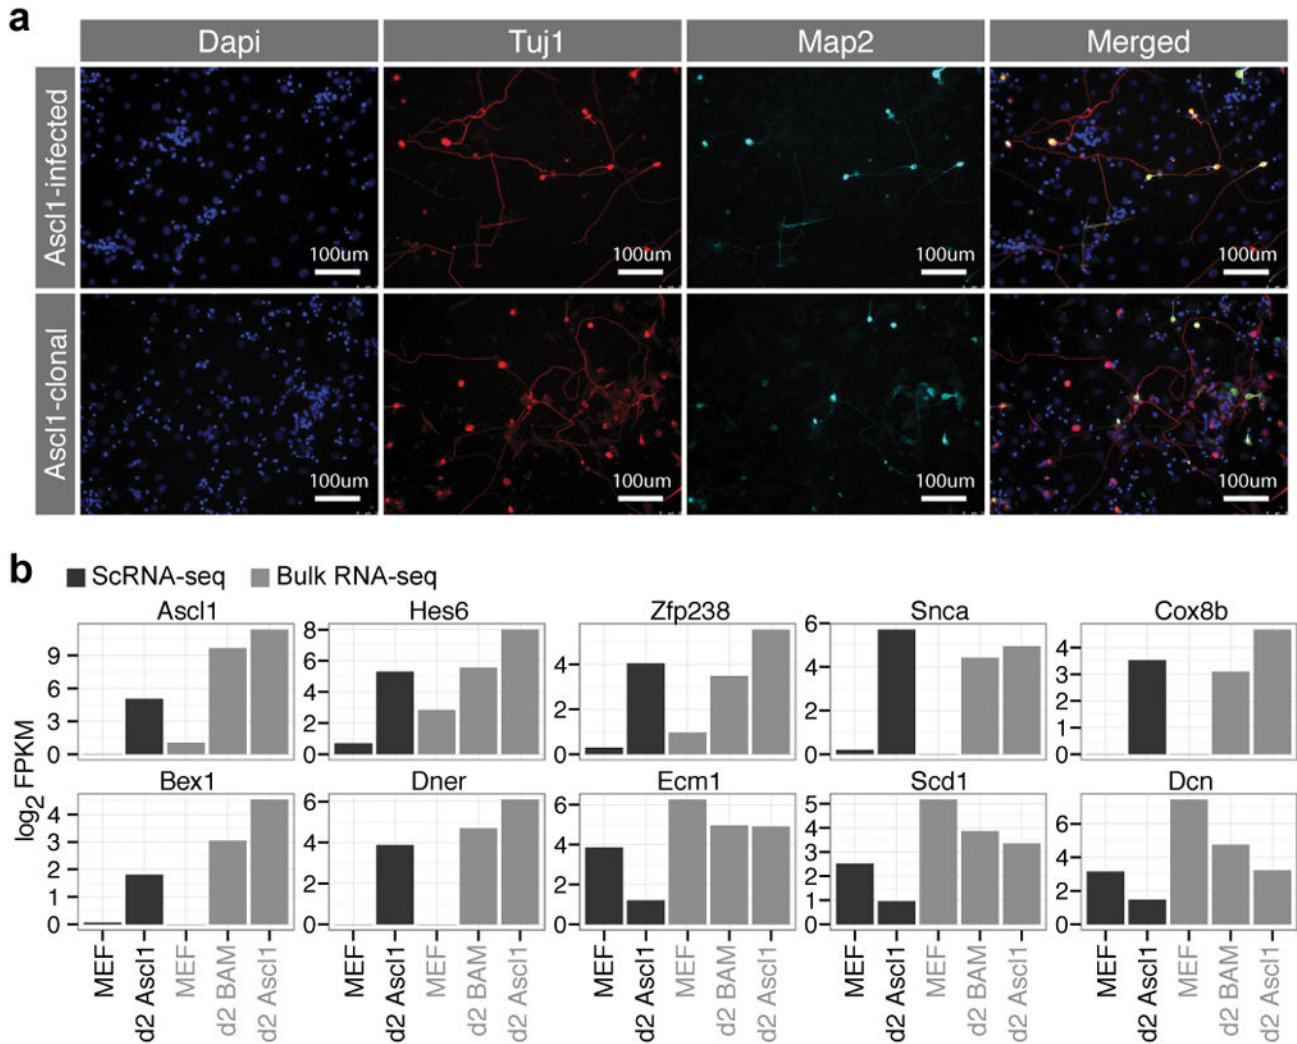 a
Dapi Tuj1 Map2 Merged
Ascl1-infected
100um 100um 100um 100um
Ascl1-clonal
100um 100um 100um 100um
b ScRNA-seq Bulk RNA-seq
Ascl1 Hes6 Zfp238 Snca Cox8b
9 8 4 6 4
6 6 2 4 3
3 4 0 2 2
0 2 0 1
0 0
log2 FPKM
Bex1 Dner Ecm1 Scd1 Dcn
4 6 6 5 6
3 4 4 4 4
2 2 2 3 2
1 0 0 2 0
0 1
0
MEF d2 Ascl1 MEF d2 BAM d2 Ascl1 MEF d2 Ascl1 MEF d2 BAM d2 Ascl1 MEF d2 Ascl1 MEF d2 BAM d2 Ascl1 MEF d2 Ascl1 MEF d2 BAM d2 Ascl1 MEF d2 Ascl1 MEF d2 BAM d2 Ascl1